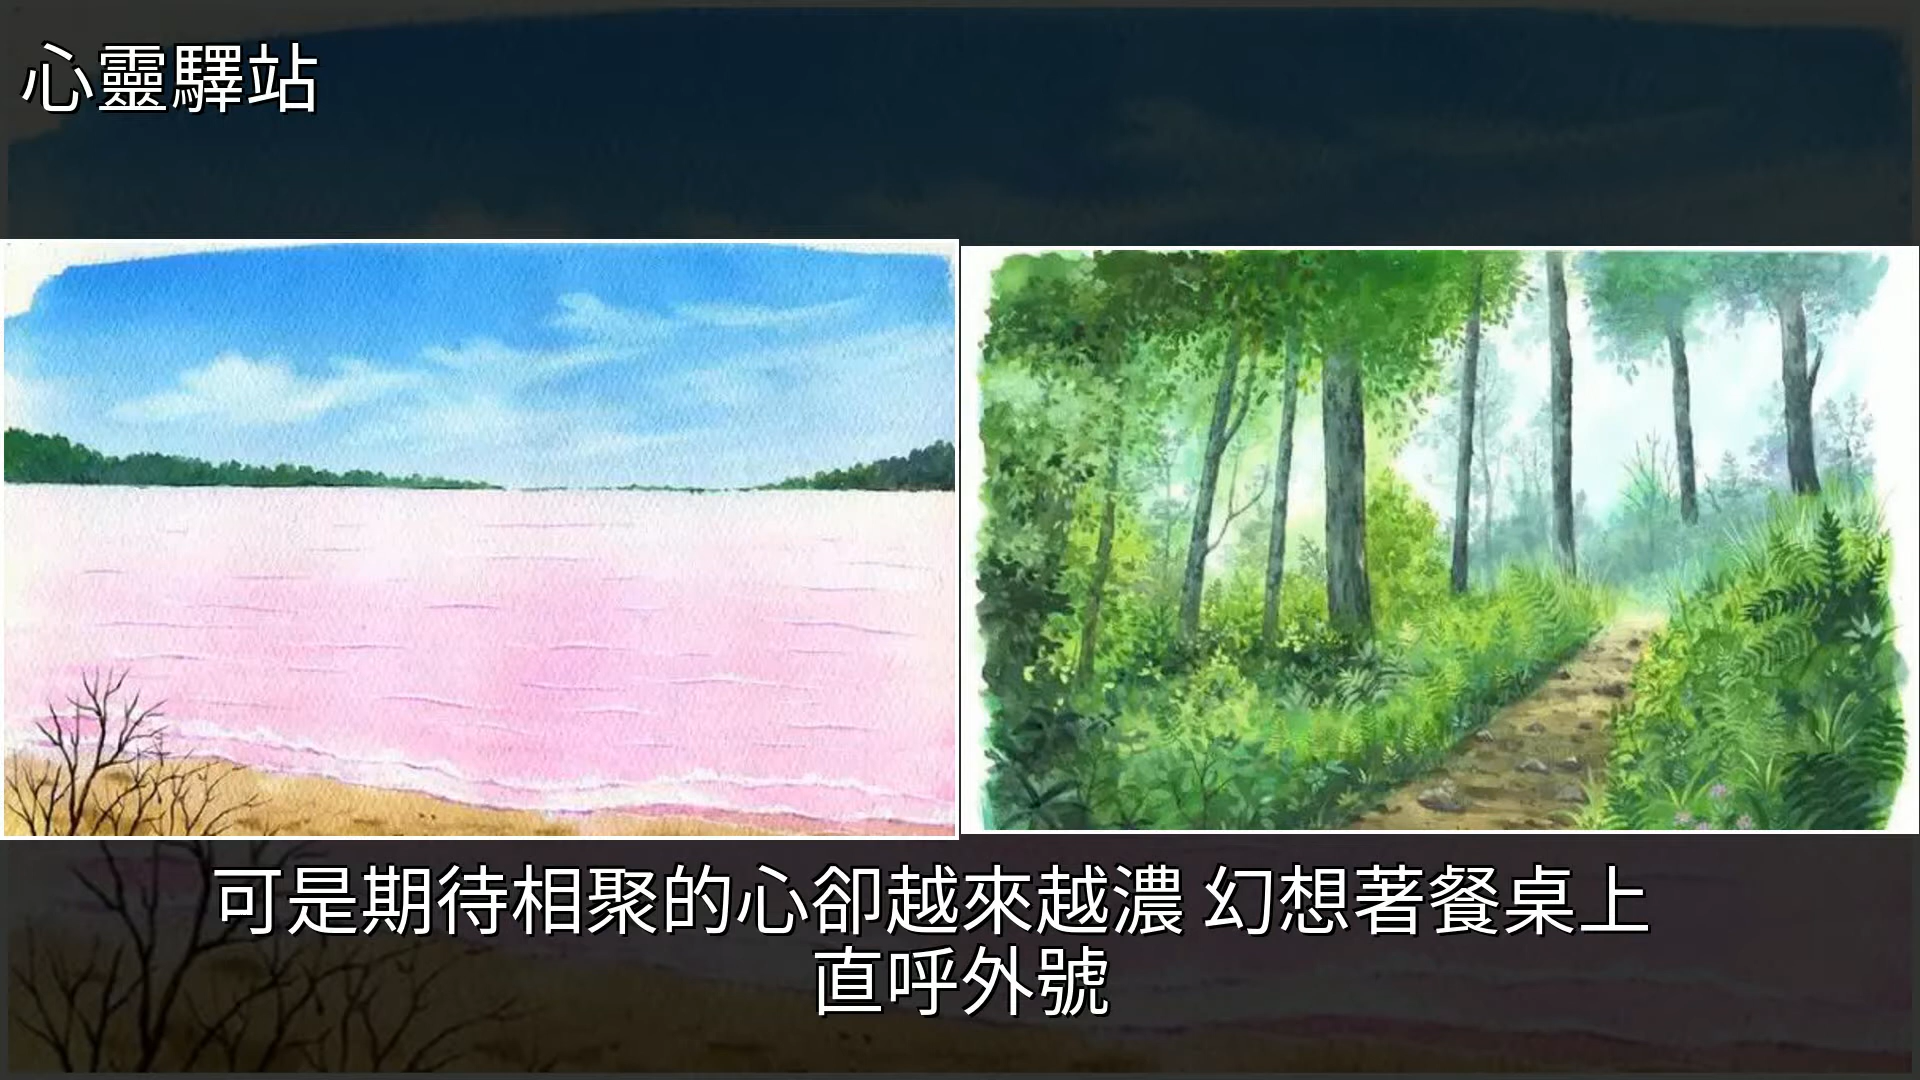 心靈驛站
可是期待相聚的心卻越來越濃 幻想著餐桌上
直呼外號